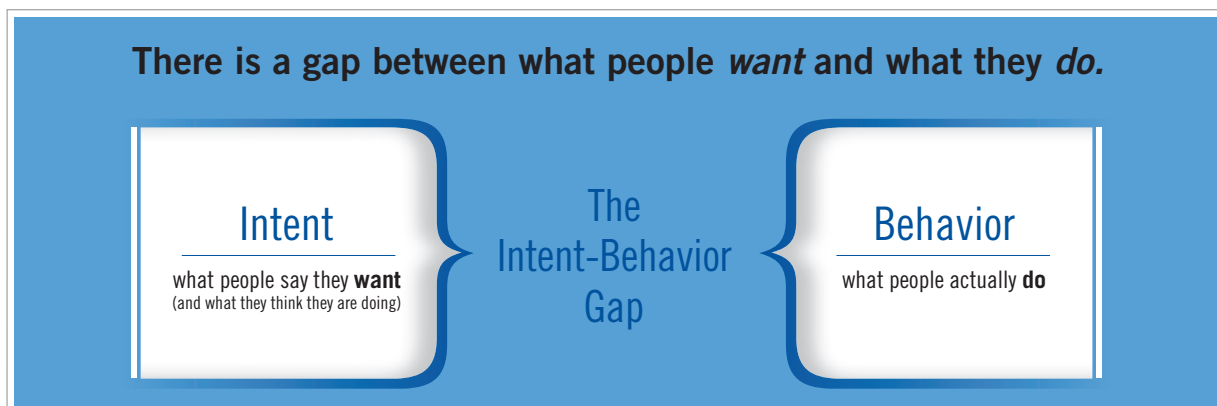 There is a gap between what people want and what they do.
Intent
what people say they want
(and what they think they are doing)
The
Intent-Behavior
Gap
Behavior
what people actually do